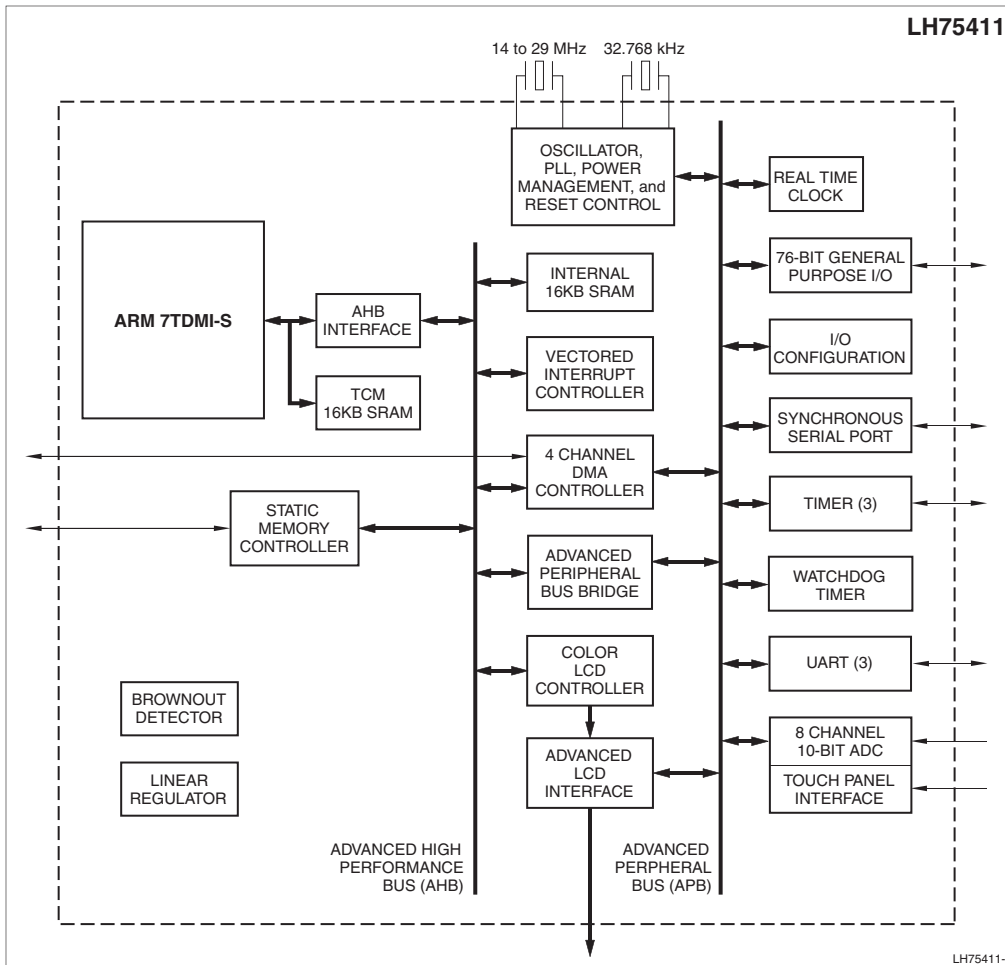 LH75411
14 to 29 MHz
32.768 kHz
OSCILLATOR,
PLL, POWER
MANAGEMENT, and
RESET CONTROL
REAL TIME
CLOCK
ARM 7TDMI-S
AHB
INTERFACE
TCM
16KB SRAM
INTERNAL
16KB SRAM
76-BIT GENERAL
PURPOSE I/O
VECTORED
INTERRUPT
CONTROLLER
I/O
CONFIGURATION
4 CHANNEL
DMA
CONTROLLER
SYNCHRONOUS
SERIAL PORT
STATIC
MEMORY
CONTROLLER
TIMER (3)
ADVANCED
PERIPHERAL
BUS BRIDGE
WATCHDOG
TIMER
COLOR
LCD
CONTROLLER
UART (3)
BROWNOUT
DETECTOR
LINEAR
REGULATOR
ADVANCED
LCD
INTERFACE
8 CHANNEL
10-BIT ADC
TOUCH PANEL
INTERFACE
ADVANCED HIGH
PERFORMANCE
BUS (AHB)
ADVANCED
PERPHERAL
BUS (APB)